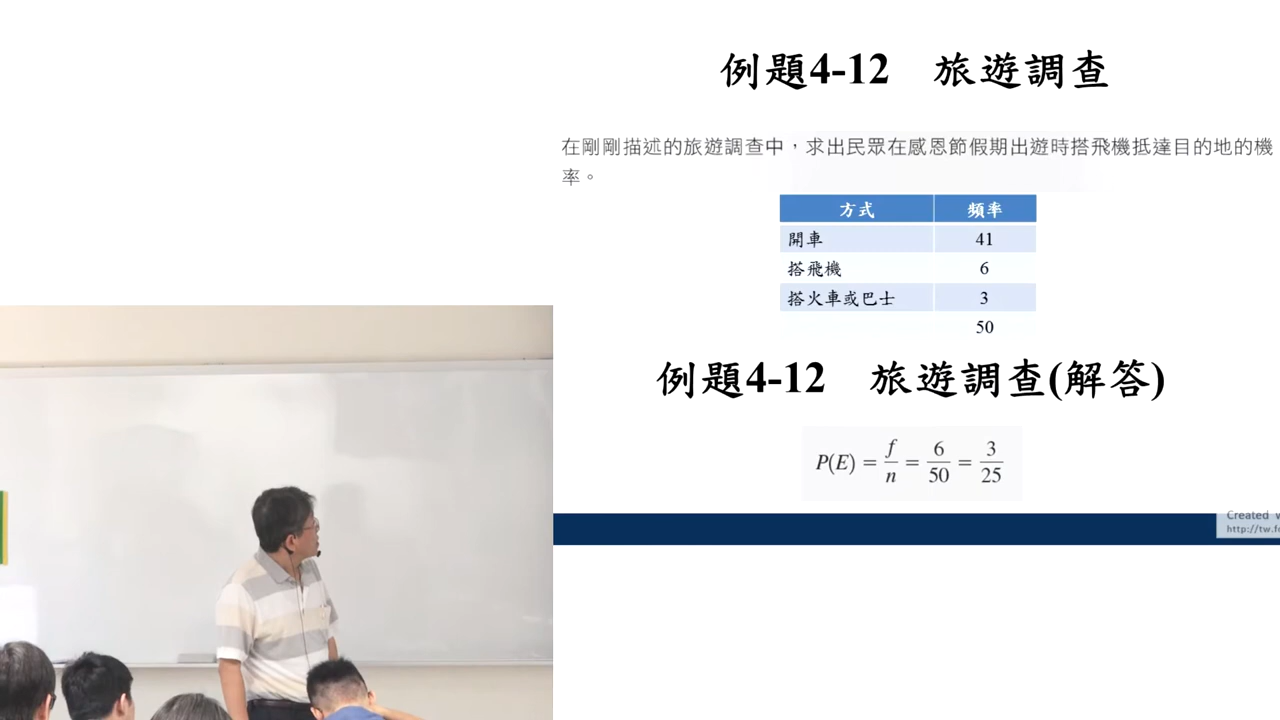 例題4-12 旅遊調查
在剛剛描述的旅遊調查中，求出民眾在感恩節假期出遊時搭飛機抵達目的地的機
率。
方式 頻率
開車 41
搭飛機 6
搭火車或巴士 3
50
例題4-12 旅遊調查(解答)
P(E) = f/n = 6/50 = 3/25
Created
http://tw.f